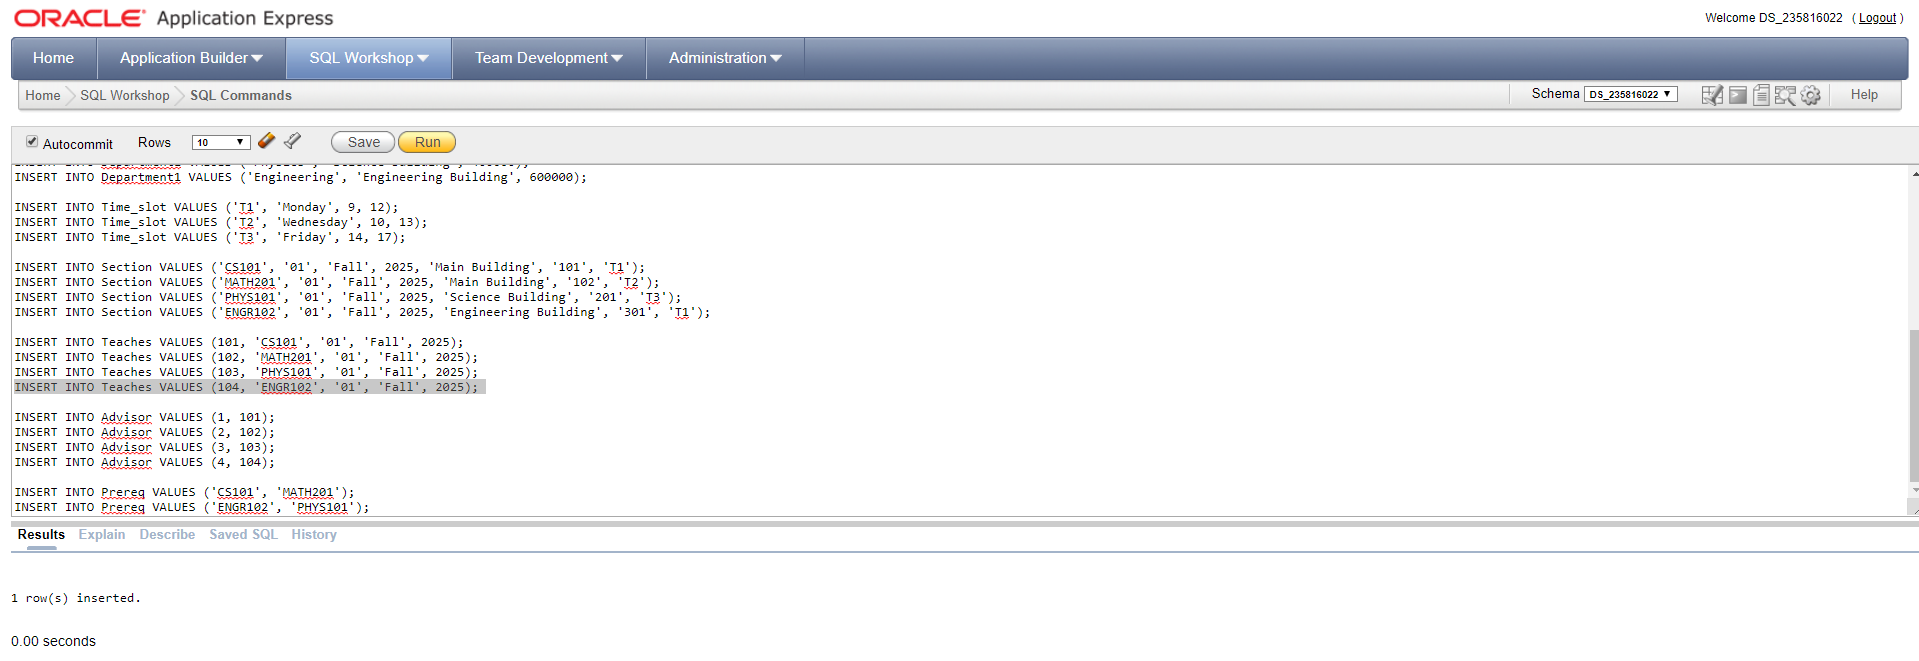 ORACLE Application Express
Welcome DS_235816022 ( Logout )
Home Application Builder SQL Workshop Team Development Administration
Home SQL Workshop SQL Commands Schema DS_235816022 Help
Autocommit Rows 10 Save Run
INSERT INTO Department1 VALUES ('Engineering', 'Engineering Building', 600000);
INSERT INTO Time_slot VALUES ('T1', 'Monday', 9, 12);
INSERT INTO Time_slot VALUES ('T2', 'Wednesday', 10, 13);
INSERT INTO Time_slot VALUES ('T3', 'Friday', 14, 17);
INSERT INTO Section VALUES ('CS101', '01', 'Fall', 2025, 'Main Building', '101', 'T1');
INSERT INTO Section VALUES ('MATH201', '01', 'Fall', 2025, 'Main Building', '102', 'T2');
INSERT INTO Section VALUES ('PHYS101', '01', 'Fall', 2025, 'Science Building', '201', 'T3');
INSERT INTO Section VALUES ('ENGR102', '01', 'Fall', 2025, 'Engineering Building', '301', 'T1');
INSERT INTO Teaches VALUES (101, 'CS101', '01', 'Fall', 2025);
INSERT INTO Teaches VALUES (102, 'MATH201', '01', 'Fall', 2025);
INSERT INTO Teaches VALUES (103, 'PHYS101', '01', 'Fall', 2025);
INSERT INTO Teaches VALUES (104, 'ENGR102', '01', 'Fall', 2025);
INSERT INTO Advisor VALUES (1, 101);
INSERT INTO Advisor VALUES (2, 102);
INSERT INTO Advisor VALUES (3, 103);
INSERT INTO Advisor VALUES (4, 104);
INSERT INTO Prereq VALUES ('CS101', 'MATH201');
INSERT INTO Prereq VALUES ('ENGR102', 'PHYS101');
Results Explain Describe Saved SQL History
1 row(s) inserted.
0.00 seconds